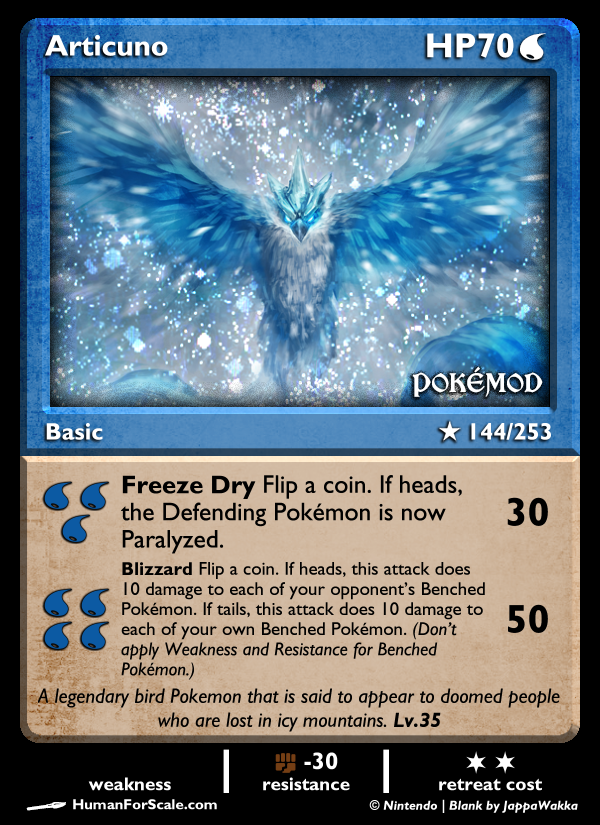 Articuno HP70
POKÉMOD
Basic ★ 144/253
Freeze Dry Flip a coin. If heads,
the Defending Pokémon is now
Paralyzed.
30
Blizzard Flip a coin. If heads, this attack does
10 damage to each of your opponent's Benched
Pokémon. If tails, this attack does 10 damage to
each of your own Benched Pokémon. (Don't
apply Weakness and Resistance for Benched
Pokémon.)
50
A legendary bird Pokemon that is said to appear to doomed people
who are lost in icy mountains. Lv.35
weakness
-30
resistance
retreat cost
HumanForScale.com
© Nintendo | Blank by JappaWakka